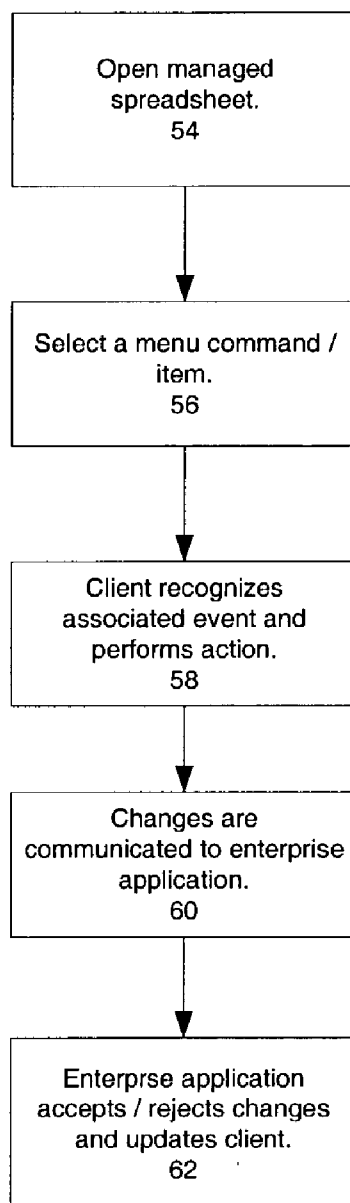 Open managed
spreadsheet.
54
Select a menu command /
item.
56
Client recognizes
associated event and
performs action.
58
Changes are
communicated to enterprise
application.
60
Enterprse application
accepts / rejects changes
and updates client.
62